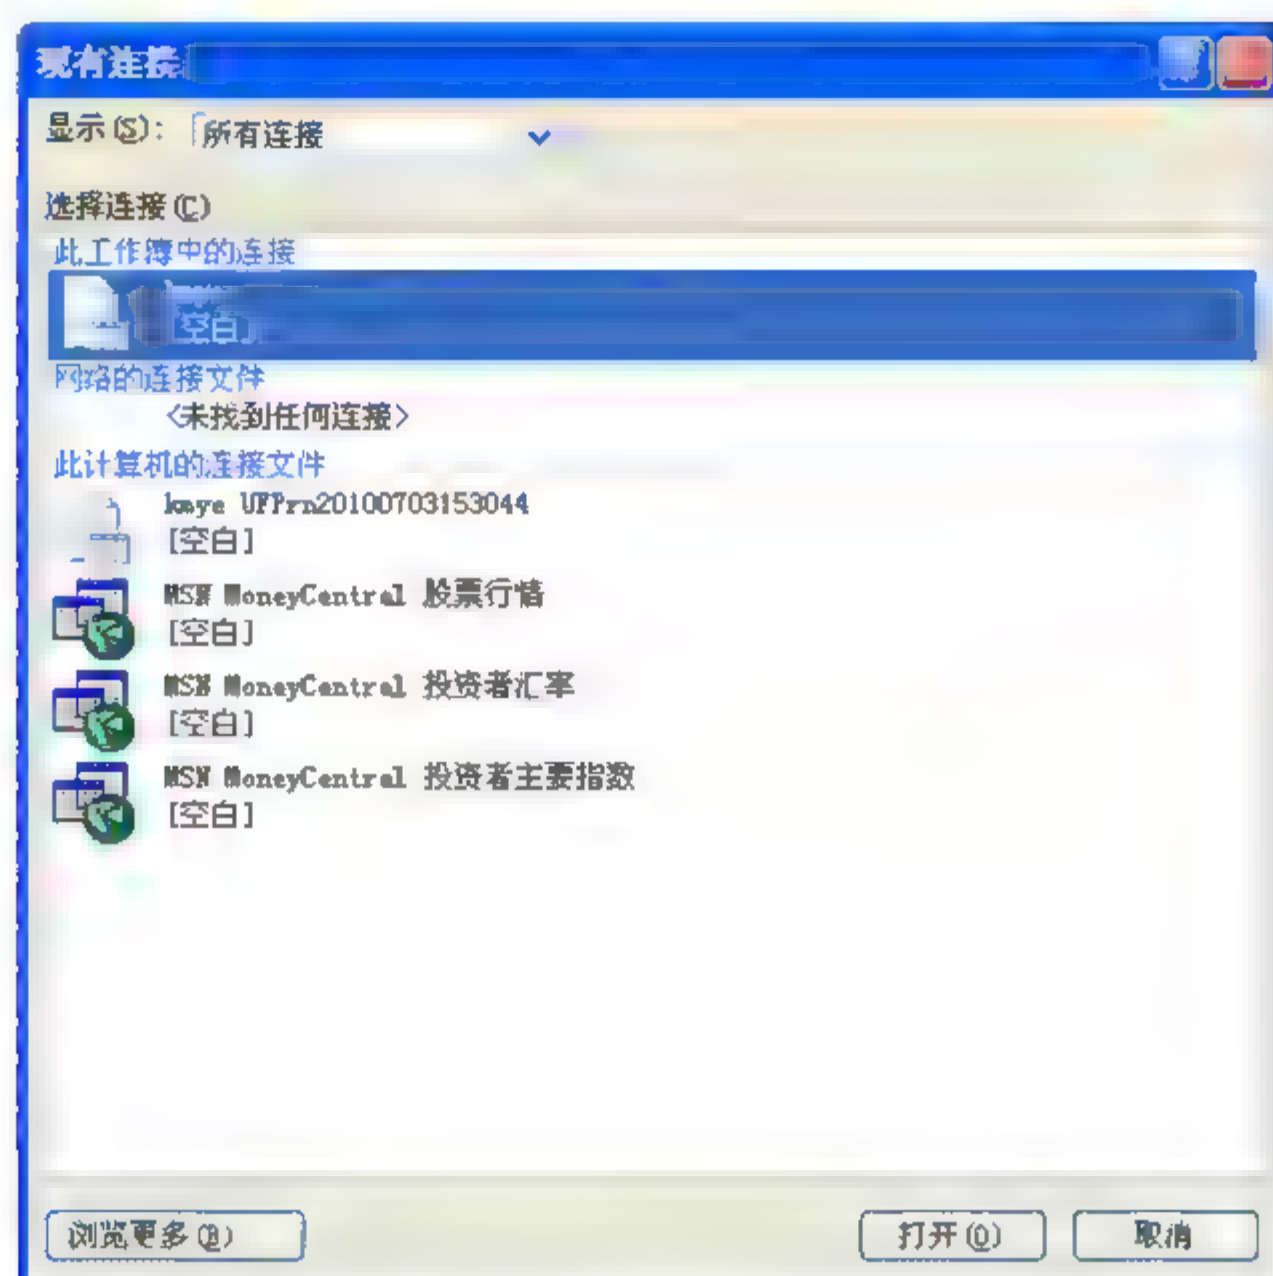 现有连接
显示(S): 所有连接
选择连接(C)
此工作簿中的连接
[空白]
网络的连接文件
<未找到任何连接>
此计算机的连接文件
UFPrn20100703153044
[空白]
MSN MoneyCentral 股票行情
[空白]
MSN MoneyCentral 投资者汇率
[空白]
MSN MoneyCentral 投资者主要指数
[空白]
浏览更多(B)
打开(O)
取消